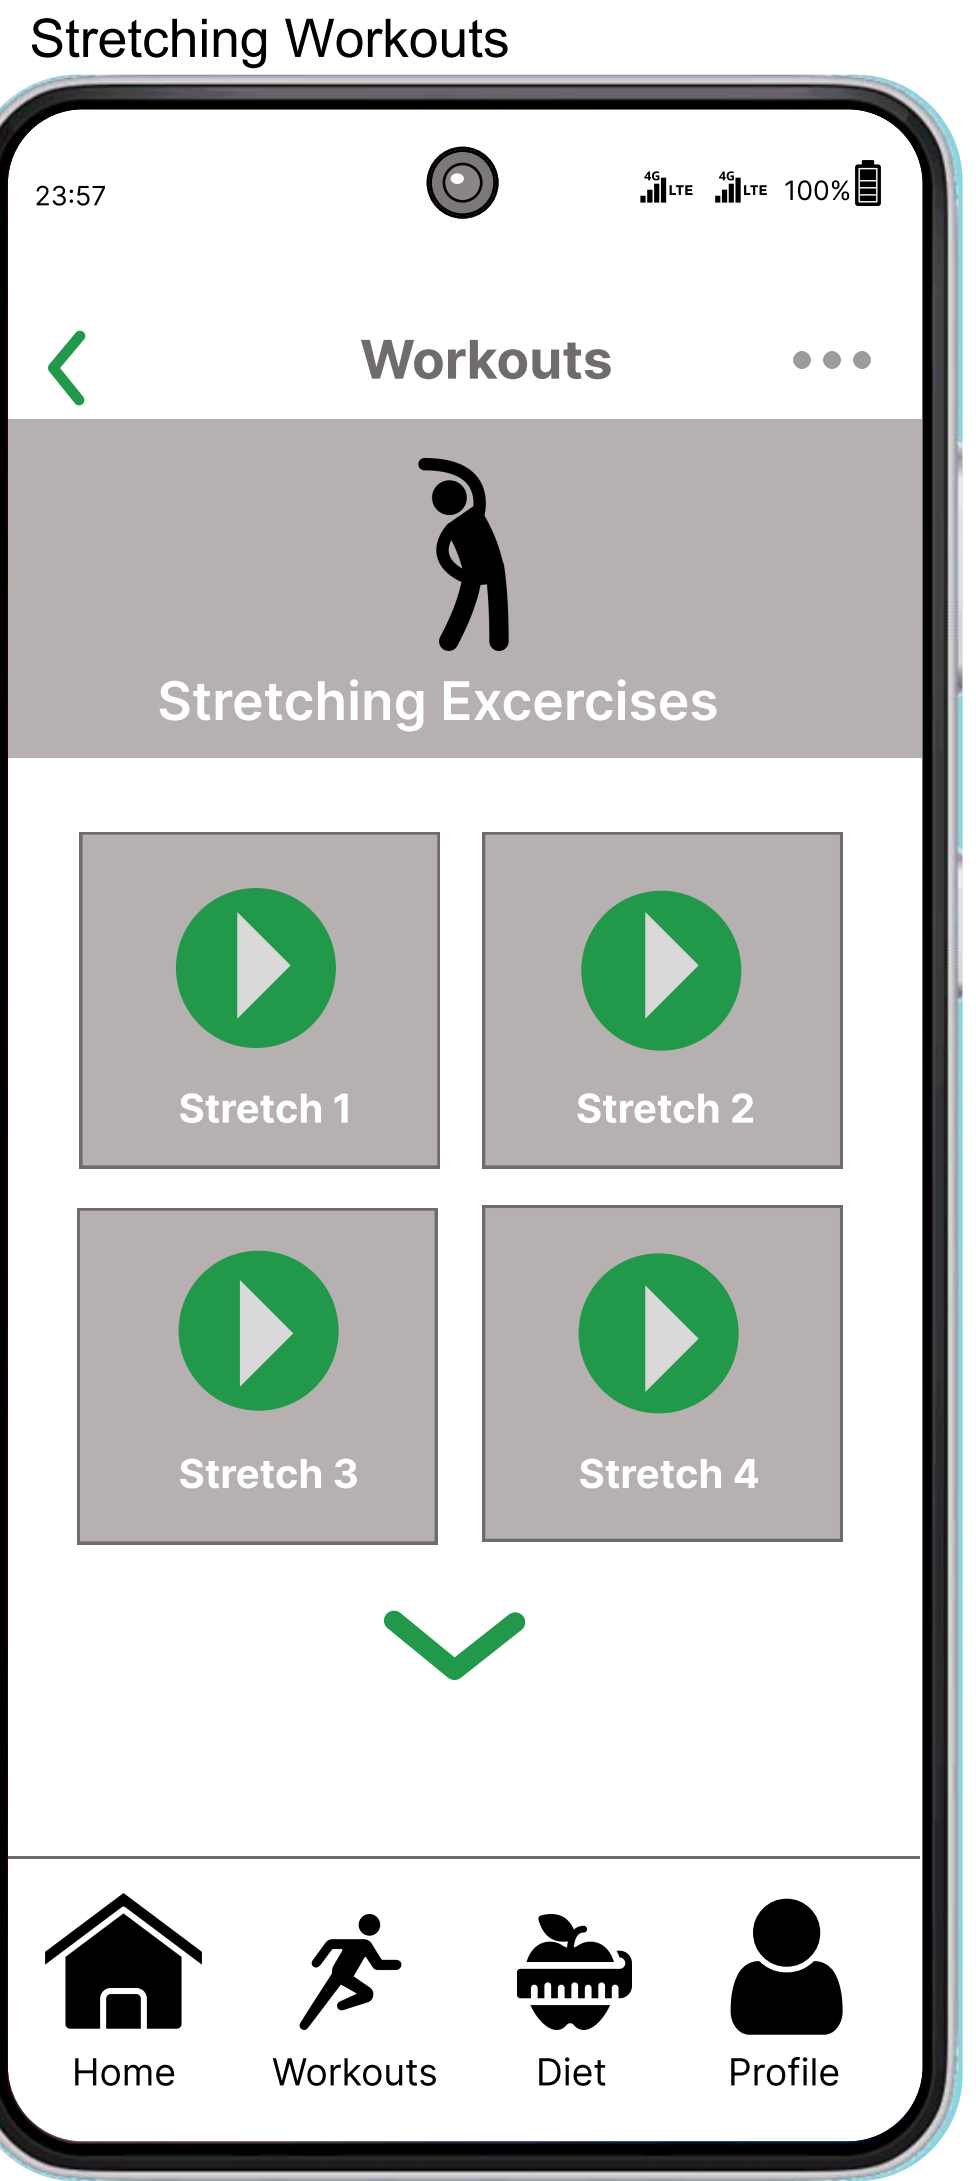 Stretching Workouts
23:57
4G LTE 4G LTE 100%
Workouts
Stretching Excercises
Stretch 1 Stretch 2
Stretch 3 Stretch 4
Home Workouts Diet Profile